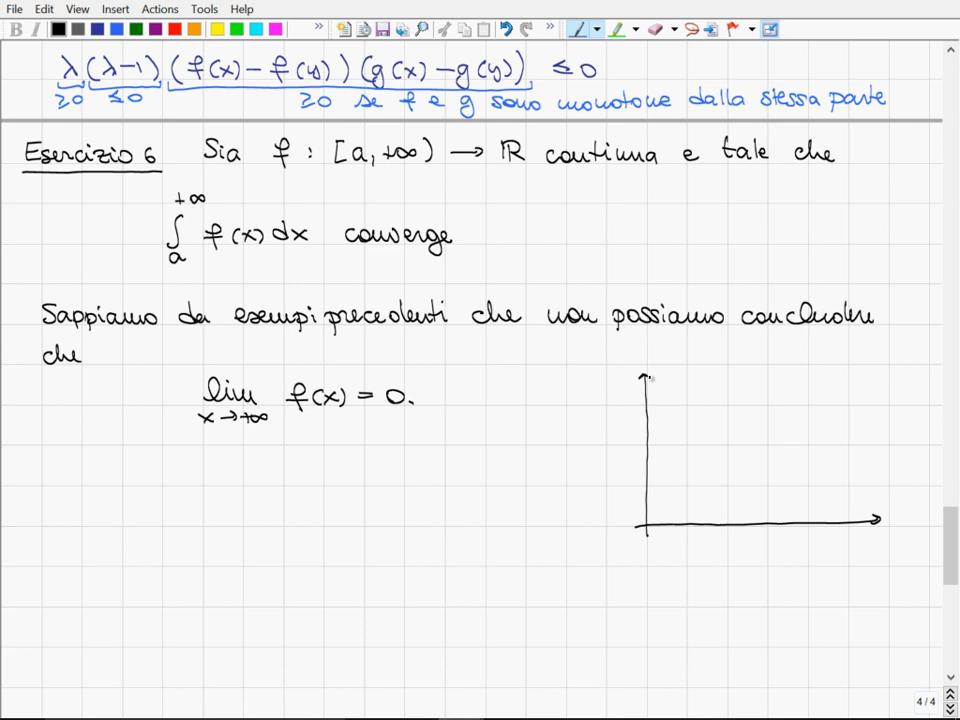 File Edit View Insert Actions Tools Help
B I » »
λ (λ-1) (f(x) - f(y)) (g(x) - g(y)) ≤ 0
≥0 ≤0 ≥0 se f e g sono monotone dalla stessa parte
Esercizio 6 Sia f : [a, +∞) → ℝ continua e tale che
+∞
∫ f(x) dx converge
a
Sappiamo da esempi precedenti che non possiamo concludere
che
lim f(x) = 0.
x→+∞
4 / 4